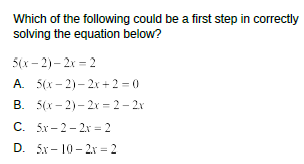 Which of the following could be a first step in correctly
solving the equation below?
5(x – 2) – 2x = 2
A. 5(x – 2) – 2x + 2 = 0
B. 5(x – 2) – 2x = 2 – 2x
C. 5x – 2 – 2x = 2
D. 5x – 10 – 2x = 2